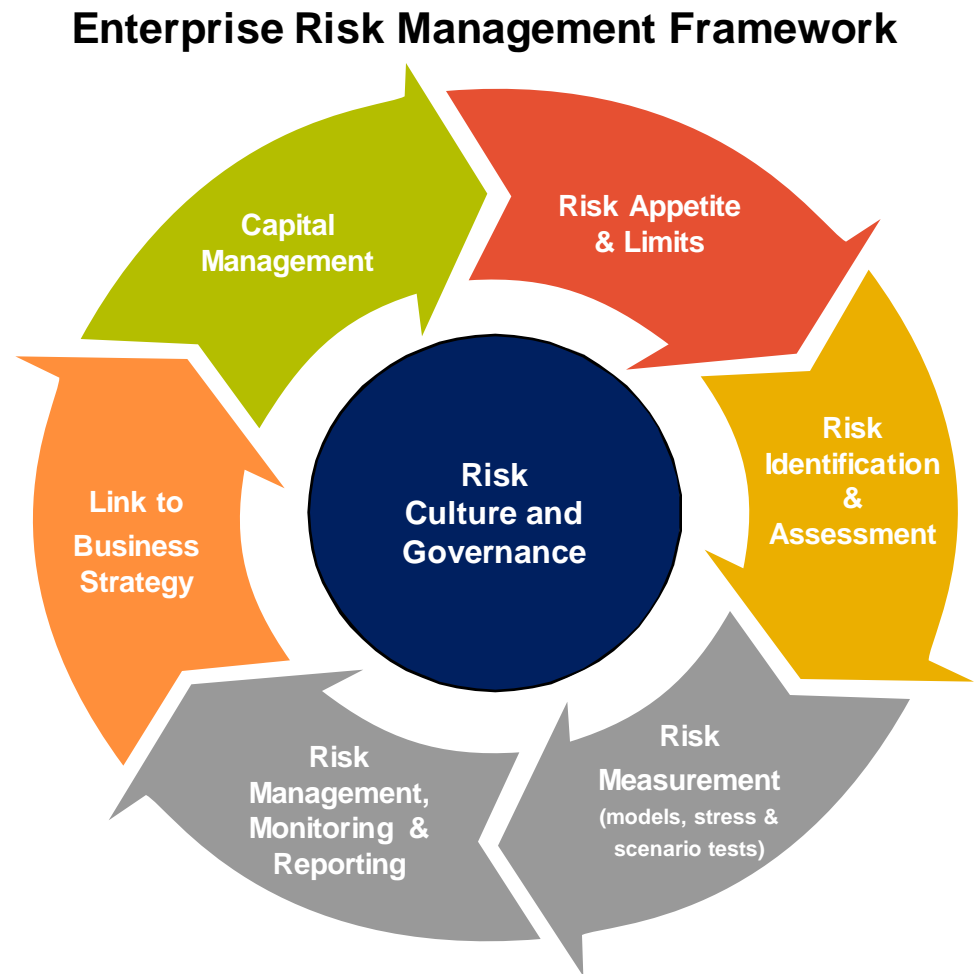 Enterprise Risk Management Framework
Capital
Management
Risk Appetite
& Limits
Risk
Identification
&
Assessment
Risk
Measurement
(models, stress &
scenario tests)
Risk
Management,
Monitoring &
Reporting
Link to
Business
Strategy
Risk
Culture and
Governance